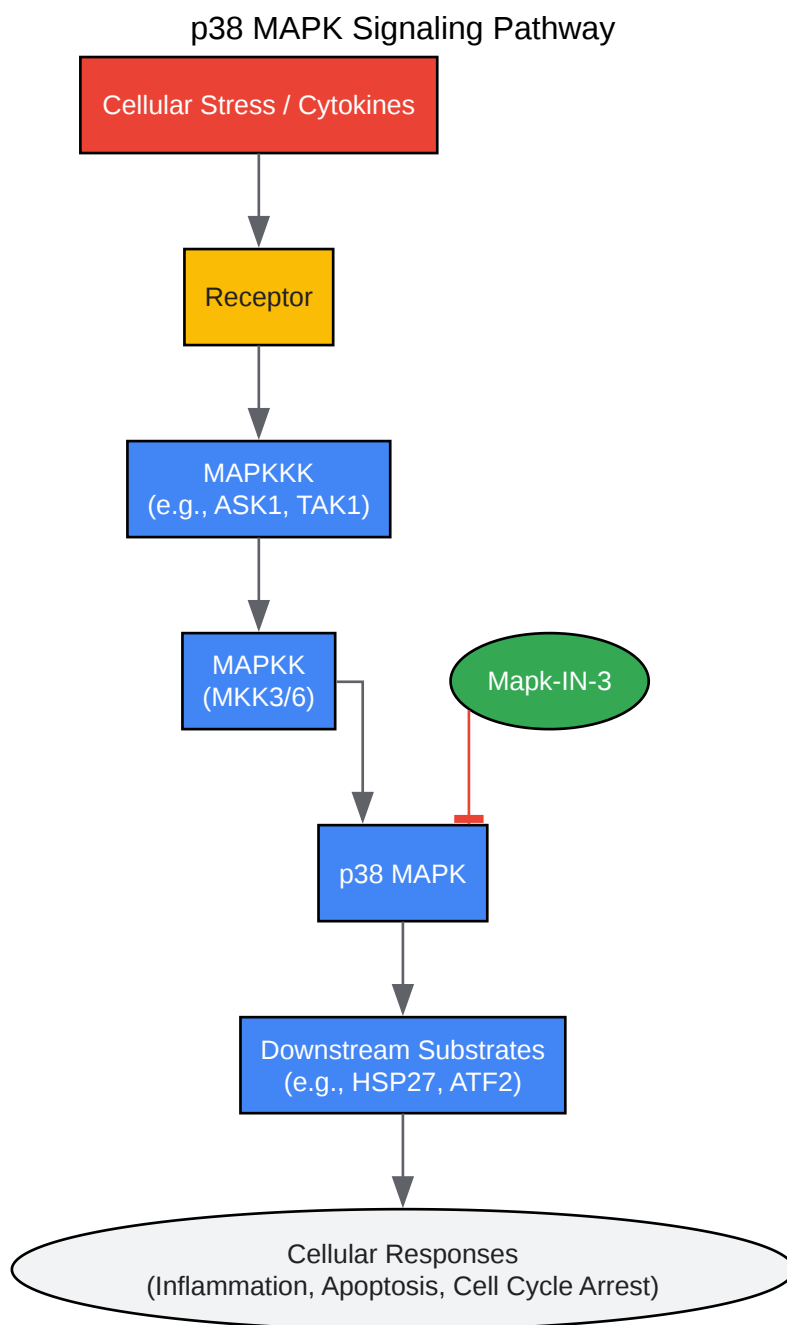 p38 MAPK Signaling Pathway
Cellular Stress / Cytokines
Receptor
MAPKKK
(e.g., ASK1, TAK1)
MAPKK
(MKK3/6)
Mapk-IN-3
p38 MAPK
Downstream Substrates
(e.g., HSP27, ATF2)
Cellular Responses
(Inflammation, Apoptosis, Cell Cycle Arrest)